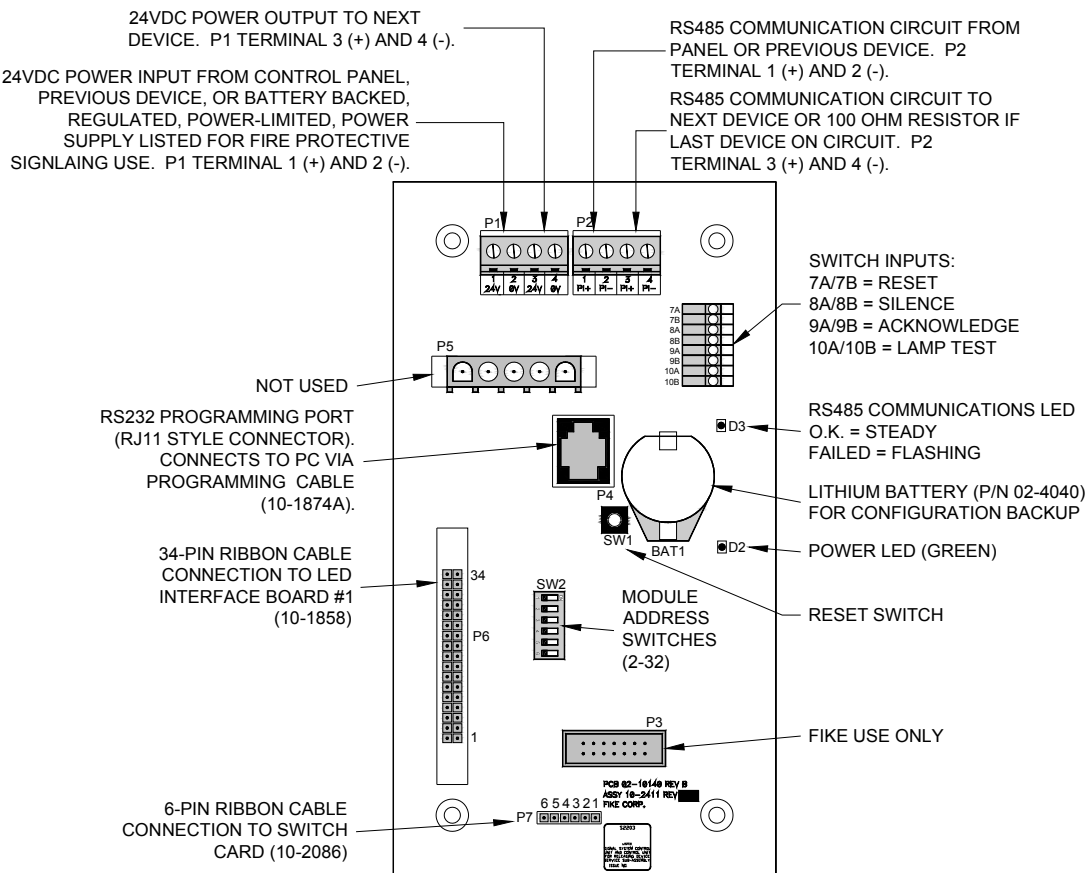 24VDC POWER OUTPUT TO NEXT
DEVICE.  P1 TERMINAL 3 (+) AND 4 (-).
24VDC POWER INPUT FROM CONTROL PANEL,
PREVIOUS DEVICE, OR BATTERY BACKED,
REGULATED, POWER-LIMITED, POWER
SUPPLY LISTED FOR FIRE PROTECTIVE
SIGNLAING USE.  P1 TERMINAL 1 (+) AND 2 (-).
RS485 COMMUNICATION CIRCUIT FROM
PANEL OR PREVIOUS DEVICE.  P2
TERMINAL 1 (+) AND 2 (-).
RS485 COMMUNICATION CIRCUIT TO
NEXT DEVICE OR 100 OHM RESISTOR IF
LAST DEVICE ON CIRCUIT.  P2
TERMINAL 3 (+) AND 4 (-).
P1
P2
1 2 3 4
24V 0V 24V 0V
1 2 3 4
PI+ PI- PI+ PI-
SWITCH INPUTS:
7A/7B = RESET
8A/8B = SILENCE
9A/9B = ACKNOWLEDGE
10A/10B = LAMP TEST
7A
7B
8A
8B
9A
9B
10A
10B
P5
NOT USED
RS232 PROGRAMMING PORT
(RJ11 STYLE CONNECTOR).
CONNECTS TO PC VIA
PROGRAMMING CABLE
(10-1874A).
P4
SW1
BAT1
D3
RS485 COMMUNICATIONS LED
O.K. = STEADY
FAILED = FLASHING
LITHIUM BATTERY (P/N 02-4040)
FOR CONFIGURATION BACKUP
D2
POWER LED (GREEN)
RESET SWITCH
34-PIN RIBBON CABLE
CONNECTION TO LED
INTERFACE BOARD #1
(10-1858)
34
P6
1
SW2
MODULE
ADDRESS
SWITCHES
(2-32)
P3
FIKE USE ONLY
PCB 02-10140 REV B
ASSY 10-2411 REV
FIKE CORP.
6-PIN RIBBON CABLE
CONNECTION TO SWITCH
CARD (10-2086)
P7
6 5 4 3 2 1
S2203